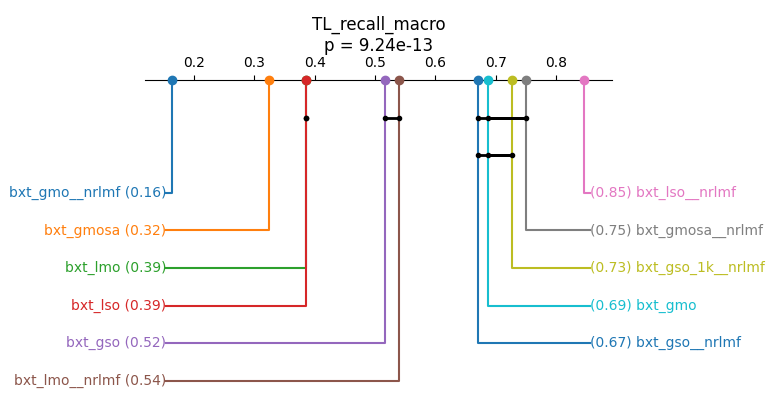 TL_recall_macro
p = 9.24e-13
0.2 0.3 0.4 0.5 0.6 0.7 0.8
bxt_gmo__nrlmf (0.16) (0.85) bxt_lso__nrlmf
bxt_gmosa (0.32) (0.75) bxt_gmosa__nrlmf
bxt_lmo (0.39) (0.73) bxt_gso_1k__nrlmf
bxt_lso (0.39) (0.69) bxt_gmo
bxt_gso (0.52) (0.67) bxt_gso__nrlmf
bxt_lmo__nrlmf (0.54)